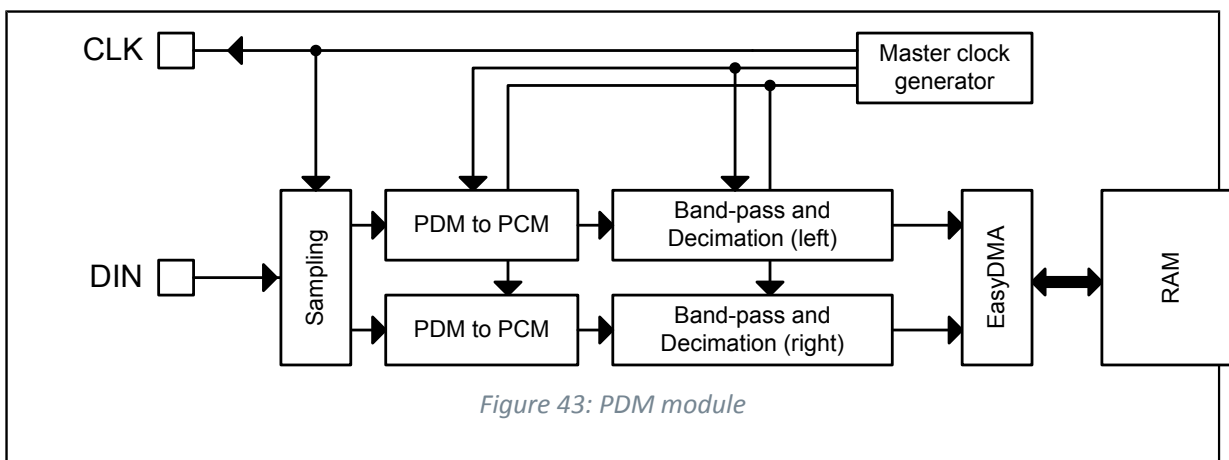 CLK
Master clock
generator
DIN
Sampling
PDM to PCM
Band-pass and
Decimation (left)
PDM to PCM
Band-pass and
Decimation (right)
EasyDMA
RAM
Figure 43: PDM module